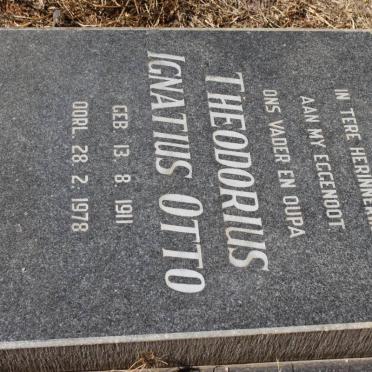 IN TERE HERINNE
AAN MY EGGENOOT
ONS VADER EN OUPA
THEODORIUS
IGNATIUS OTTO
GEB. 13. 8. 1911
OORL. 28. 2. 1978